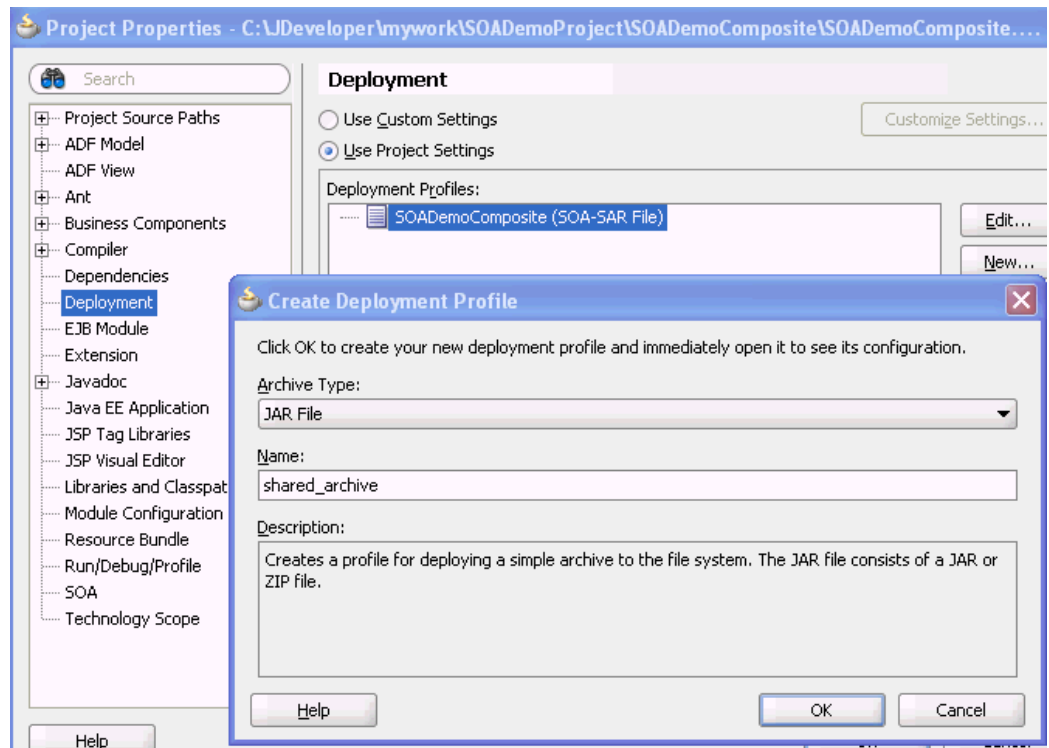 Project Properties - C:\JDeveloper\mywork\SOADemoProject\SOADemoComposite\SOADemoComposite....
Search
Project Source Paths
ADF Model
ADF View
Ant
Business Components
Compiler
Dependencies
Deployment
EJB Module
Extension
Javadoc
Java EE Application
JSP Tag Libraries
JSP Visual Editor
Libraries and Classpat
Module Configuration
Resource Bundle
Run/Debug/Profile
SOA
Technology Scope
Help
Deployment
Use Custom Settings
Customize Settings...
Use Project Settings
Deployment Profiles:
SOADemoComposite (SOA-SAR File)
Edit...
New...
Create Deployment Profile
Click OK to create your new deployment profile and immediately open it to see its configuration.
Archive Type:
JAR File
Name:
shared_archive
Description:
Creates a profile for deploying a simple archive to the file system. The JAR file consists of a JAR or
ZIP file.
Help
OK
Cancel